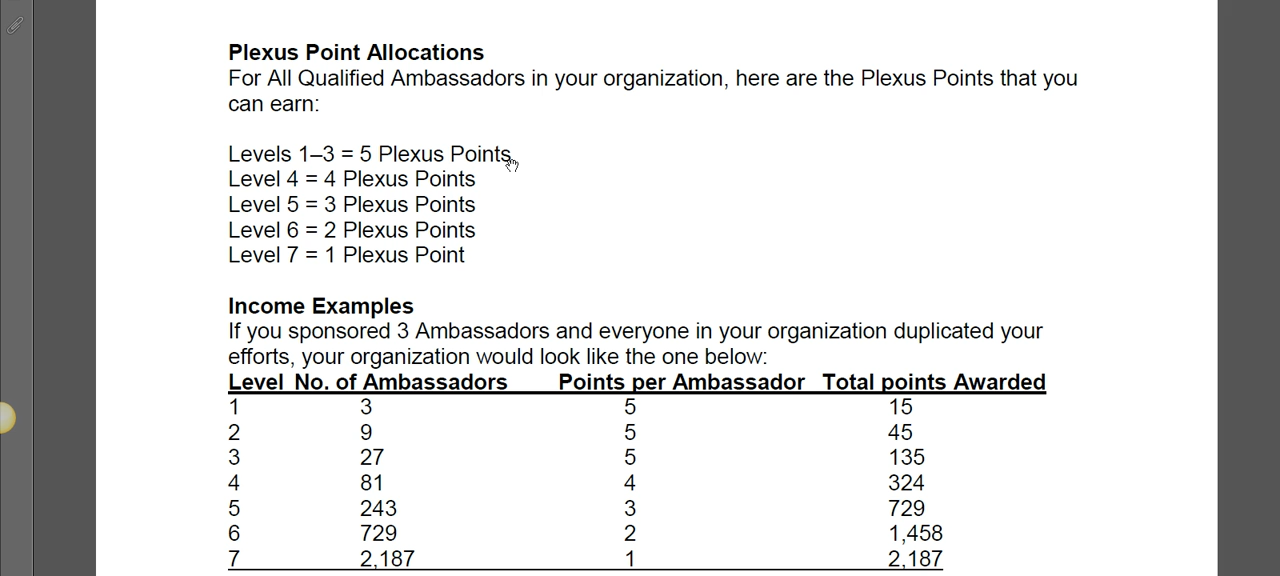 Plexus Point Allocations
For All Qualified Ambassadors in your organization, here are the Plexus Points that you
can earn:
Levels 1–3 = 5 Plexus Points
Level 4 = 4 Plexus Points
Level 5 = 3 Plexus Points
Level 6 = 2 Plexus Points
Level 7 = 1 Plexus Point
Income Examples
If you sponsored 3 Ambassadors and everyone in your organization duplicated your
efforts, your organization would look like the one below:
Level No. of Ambassadors Points per Ambassador Total points Awarded
1 3 5 15
2 9 5 45
3 27 5 135
4 81 4 324
5 243 3 729
6 729 2 1,458
7 2,187 1 2,187